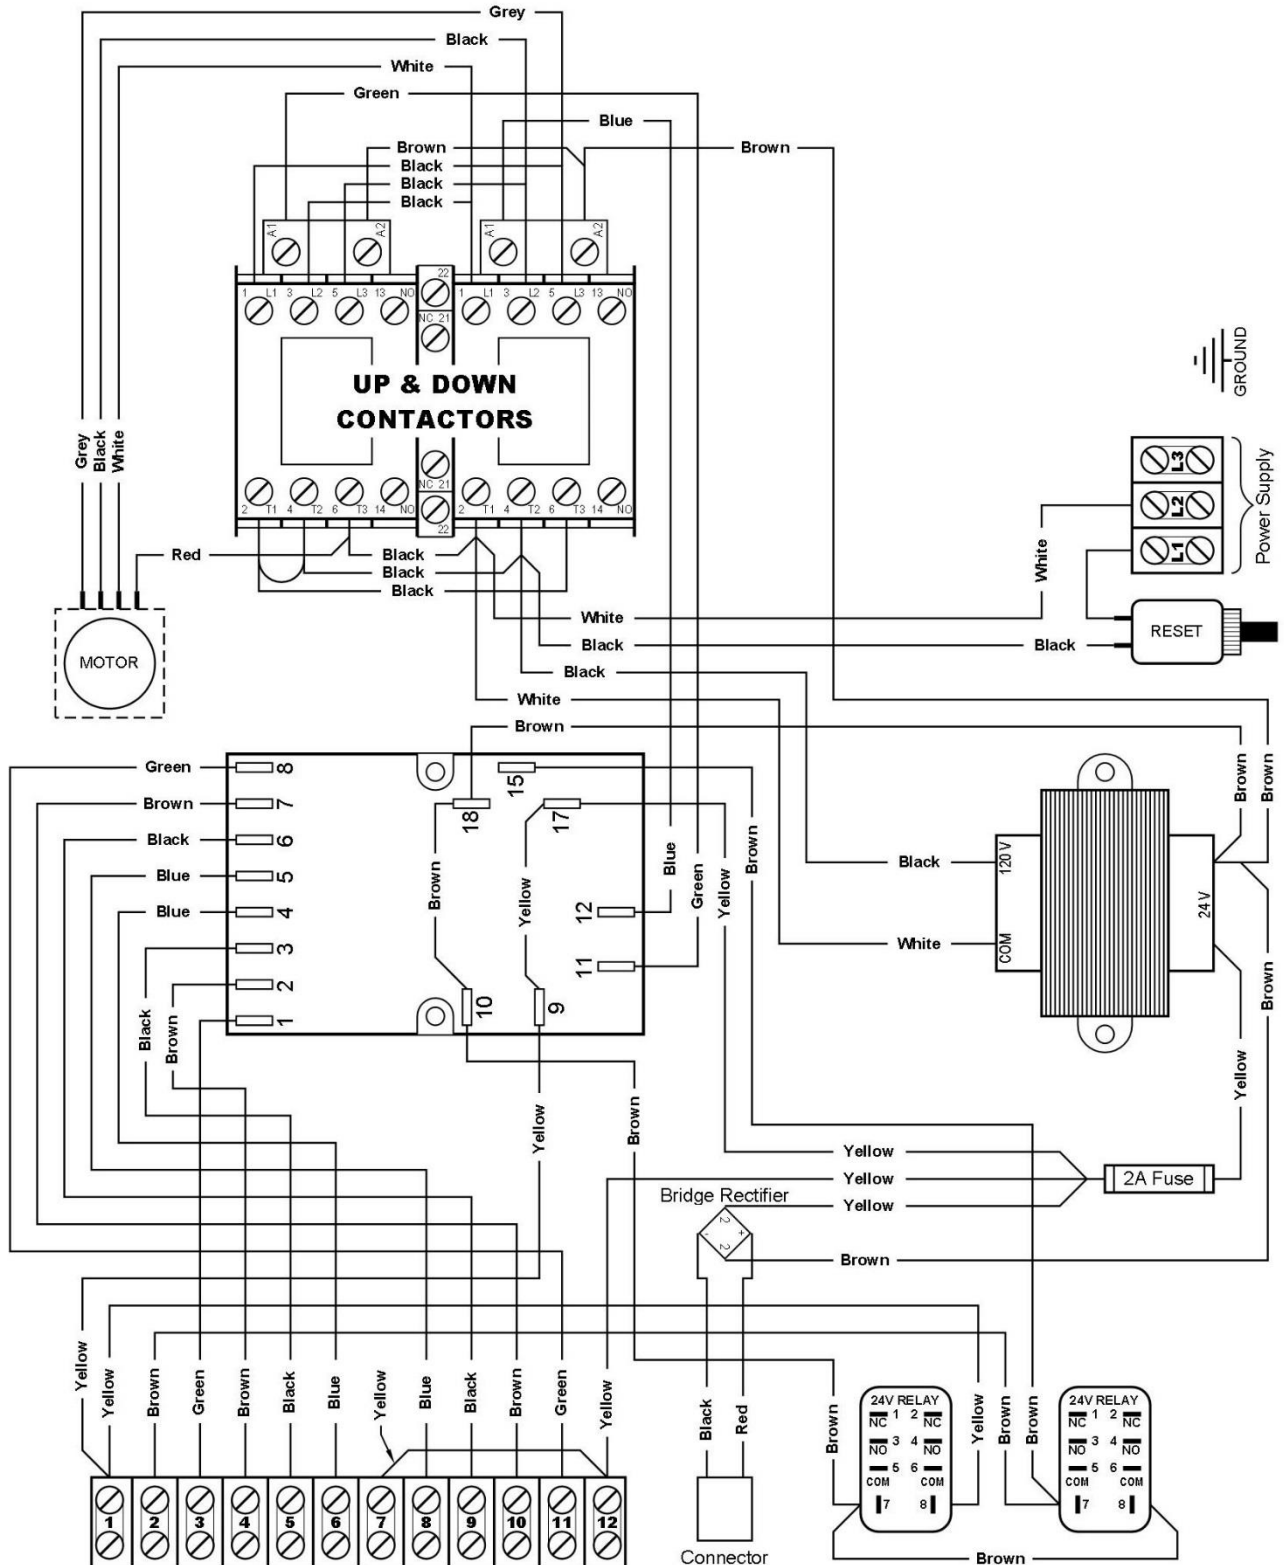 Grey
Black
White
Green
Blue
Brown
Brown
Black
Black
Black
A1
A2
A1
A2
22
1 L1 3 L2 5 L3 13 NO
1 L1 3 L2 5 L3 13 NO
NC 21
UP & DOWN
CONTACTORS
GROUND
Grey
Black
White
NC 21
2 T1 4 T2 6 T3 14 NO
2 T1 4 T2 6 T3 14 NO
22
L3
L2
L1
Power Supply
Red
Black
Black
Black
White
White
Black
Black
RESET
MOTOR
Black
White
Brown
Green
Brown
Black
Blue
Blue
8
7
6
5
4
3
2
1
15
18
17
12
11
10
9
Brown
Yellow
Blue
Green
Yellow
Brown
Black
White
120 V
COM
24 V
Brown
Brown
Brown
Yellow
Black
Brown
Yellow
Brown
Yellow
Yellow
Yellow
2A Fuse
Bridge Rectifier
2
- +
2
Brown
Yellow
Yellow
Brown
Green
Brown
Black
Blue
Yellow
Blue
Black
Brown
Green
Yellow
Black
Red
Brown
Yellow
Brown
Brown
24V RELAY
1 2
NC NC
3 4
NO NO
5 6
COM COM
7 8
24V RELAY
1 2
NC NC
3 4
NO NO
5 6
COM COM
7 8
1 2 3 4 5 6 7 8 9 10 11 12
Connector
Brown